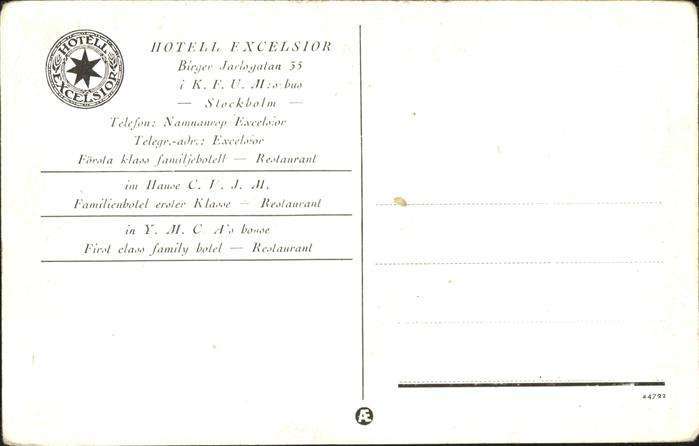 HOTELL
EXCELSIOR
HOTELL EXCELSIOR
Birger Jarlsgatan 35
i K. F. U. M:s hus
— Stockholm —
Telefon: Namnanrop Excelsior
Telegr.-adr.: Excelsior
Första klass familjehotell — Restaurant
im Hause C. V. J. M.
Familienhotel erster Klasse — Restaurant
in Y. M. C A's house
First class family hotel — Restaurant
Æ
44792